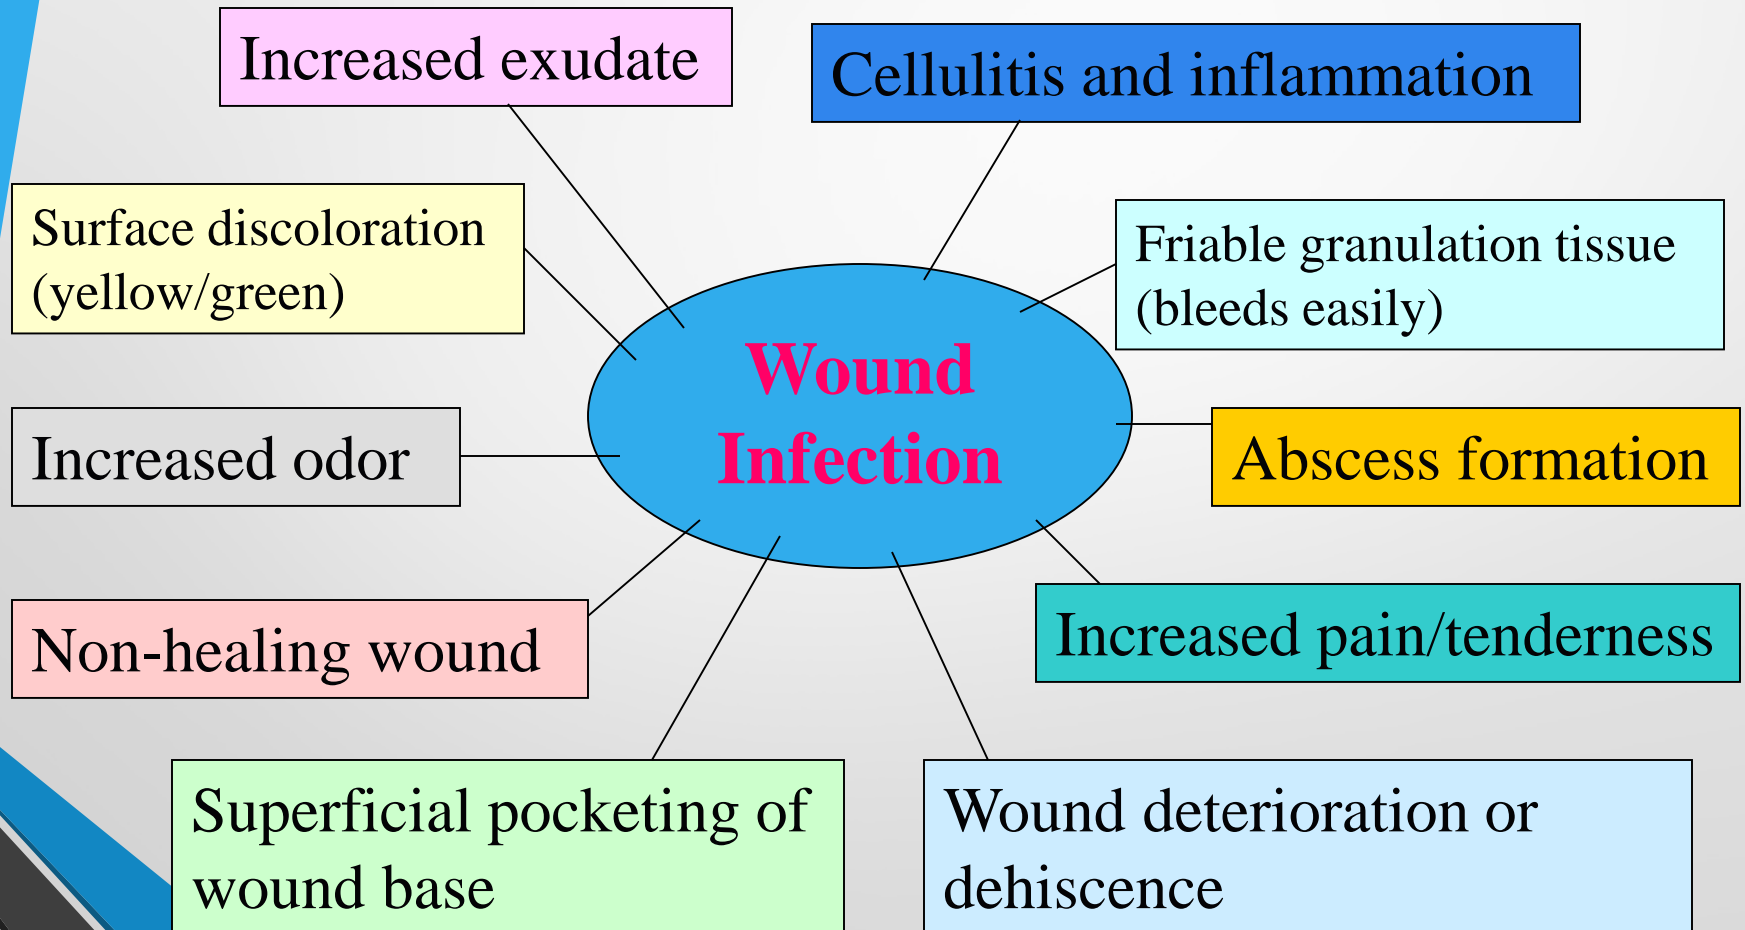 Increased exudate
Cellulitis and inflammation
Surface discoloration
(yellow/green)
Friable granulation tissue
(bleeds easily)
Wound
Infection
Increased odor
Abscess formation
Non-healing wound
Increased pain/tenderness
Superficial pocketing of
wound base
Wound deterioration or
dehiscence